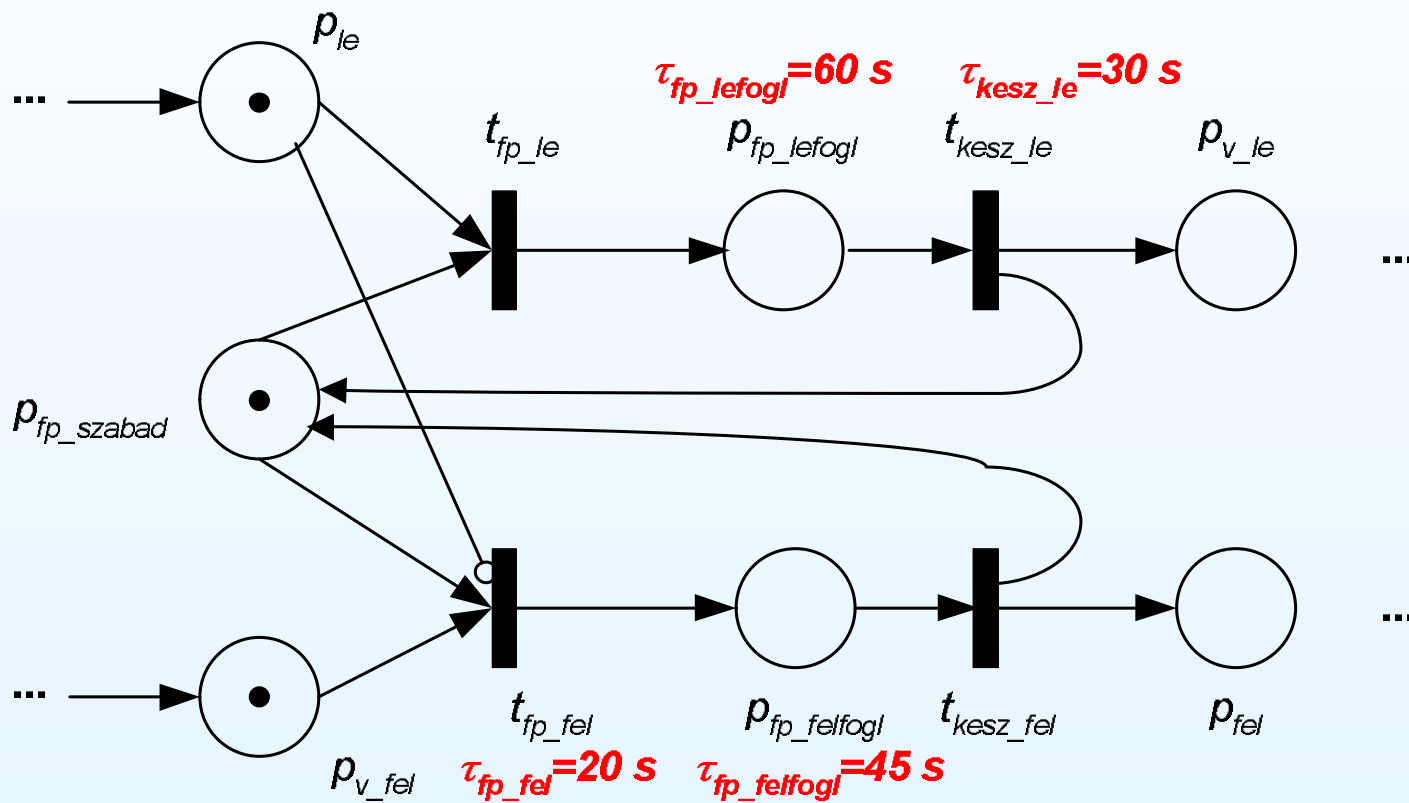 p_le
...
τ_fp_lefogl=60 s τ_kesz_le=30 s
t_fp_le p_fp_lefogl t_kesz_le p_v_le
...
p_fp_szabad
...
...
t_fp_fel p_fp_felfogl t_kesz_fel p_fel
p_v_fel τ_fp_fel=20 s τ_fp_felfogl=45 s